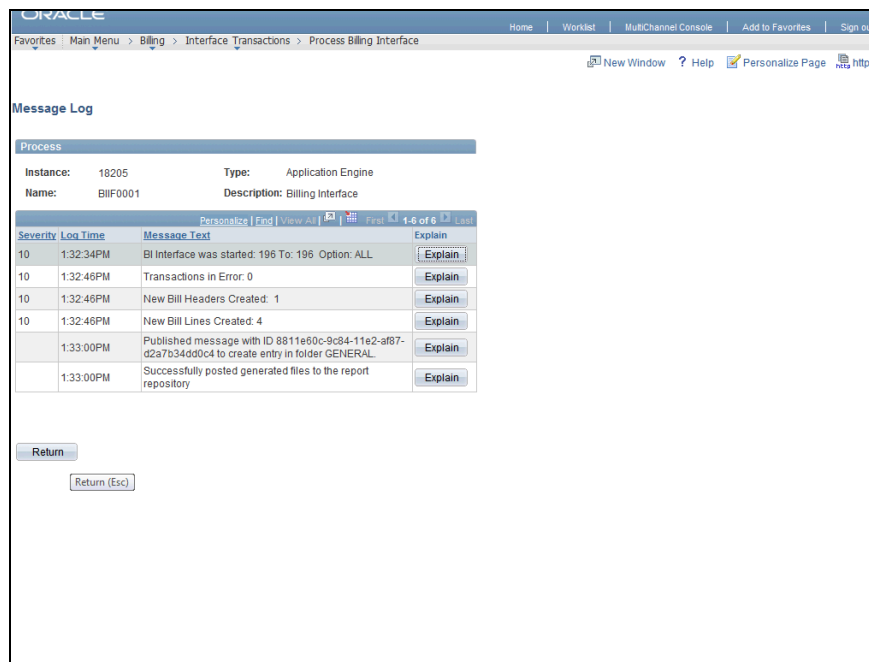 ORACLE
Home | Worklist | MultiChannel Console | Add to Favorites | Sign ou
Favorites Main Menu > Billing > Interface Transactions > Process Billing Interface
New Window ? Help Personalize Page http
Message Log
Process
Instance: 18205 Type: Application Engine
Name: BIIF0001 Description: Billing Interface
Personalize | Find | View All | | First 1-6 of 6 Last
Severity Log Time Message Text Explain
10 1:32:34PM BI Interface was started: 196 To: 196 Option: ALL Explain
10 1:32:46PM Transactions in Error: 0 Explain
10 1:32:46PM New Bill Headers Created: 1 Explain
10 1:32:46PM New Bill Lines Created: 4 Explain
1:33:00PM Published message with ID 8811e60c-9c84-11e2-af87-
d2a7b34dd0c4 to create entry in folder GENERAL. Explain
1:33:00PM Successfully posted generated files to the report
repository Explain
Return
Return (Esc)